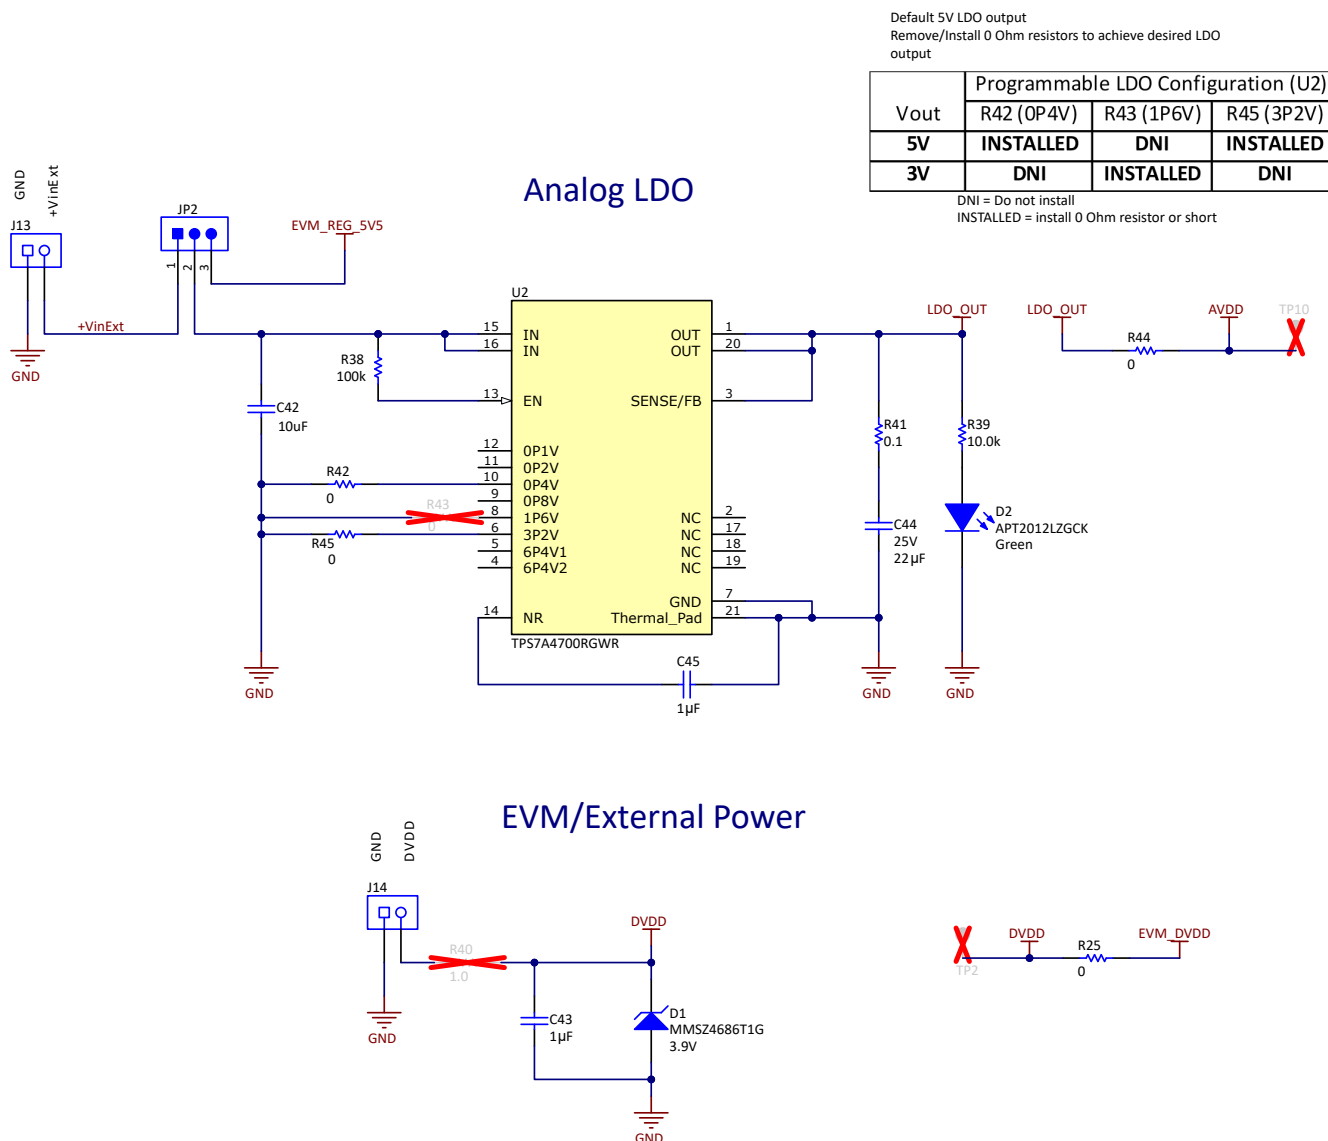 Default 5V LDO output
Remove/Install 0 Ohm resistors to achieve desired LDO
output
Programmable LDO Configuration (U2)
Vout R42 (0P4V) R43 (1P6V) R45 (3P2V)
5V INSTALLED DNI INSTALLED
3V DNI INSTALLED DNI
DNI = Do not install
INSTALLED = install 0 Ohm resistor or short
Analog LDO
GND
+VinExt
J13
JP2
1
2
3
EVM_REG_5V5
+VinExt
GND
U2
15 IN
16 IN
13 EN
12 0P1V
11 0P2V
10 0P4V
9 0P8V
8 1P6V
6 3P2V
5 6P4V1
4 6P4V2
14 NR
OUT 1
OUT 20
SENSE/FB 3
NC 2
NC 17
NC 18
NC 19
GND 7
Thermal_Pad 21
TPS7A4700RGWR
R38
100k
C42
10uF
R42
0
R43
0
R45
0
GND
C45
1µF
LDO_OUT
R41
0.1
R39
10.0k
C44
25V
22µF
D2
APT2012LZGCK
Green
GND
GND
LDO_OUT
R44
0
AVDD
TP10
EVM/External Power
GND
DVDD
J14
R40
1.0
GND
C43
1µF
DVDD
D1
MMSZ4686T1G
3.9V
GND
TP2
DVDD
R25
0
EVM_DVDD